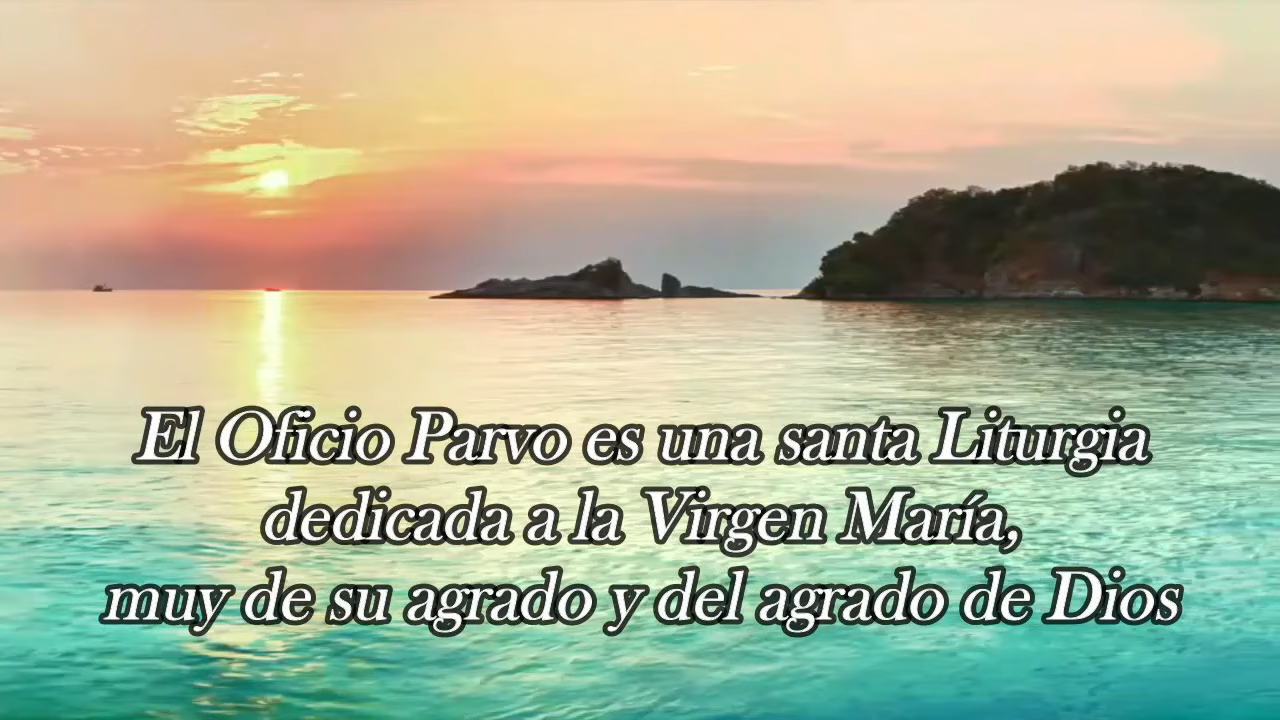 El Oficio Parvo es una santa Liturgia
dedicada a la Virgen María,
muy de su agrado y del agrado de Dios